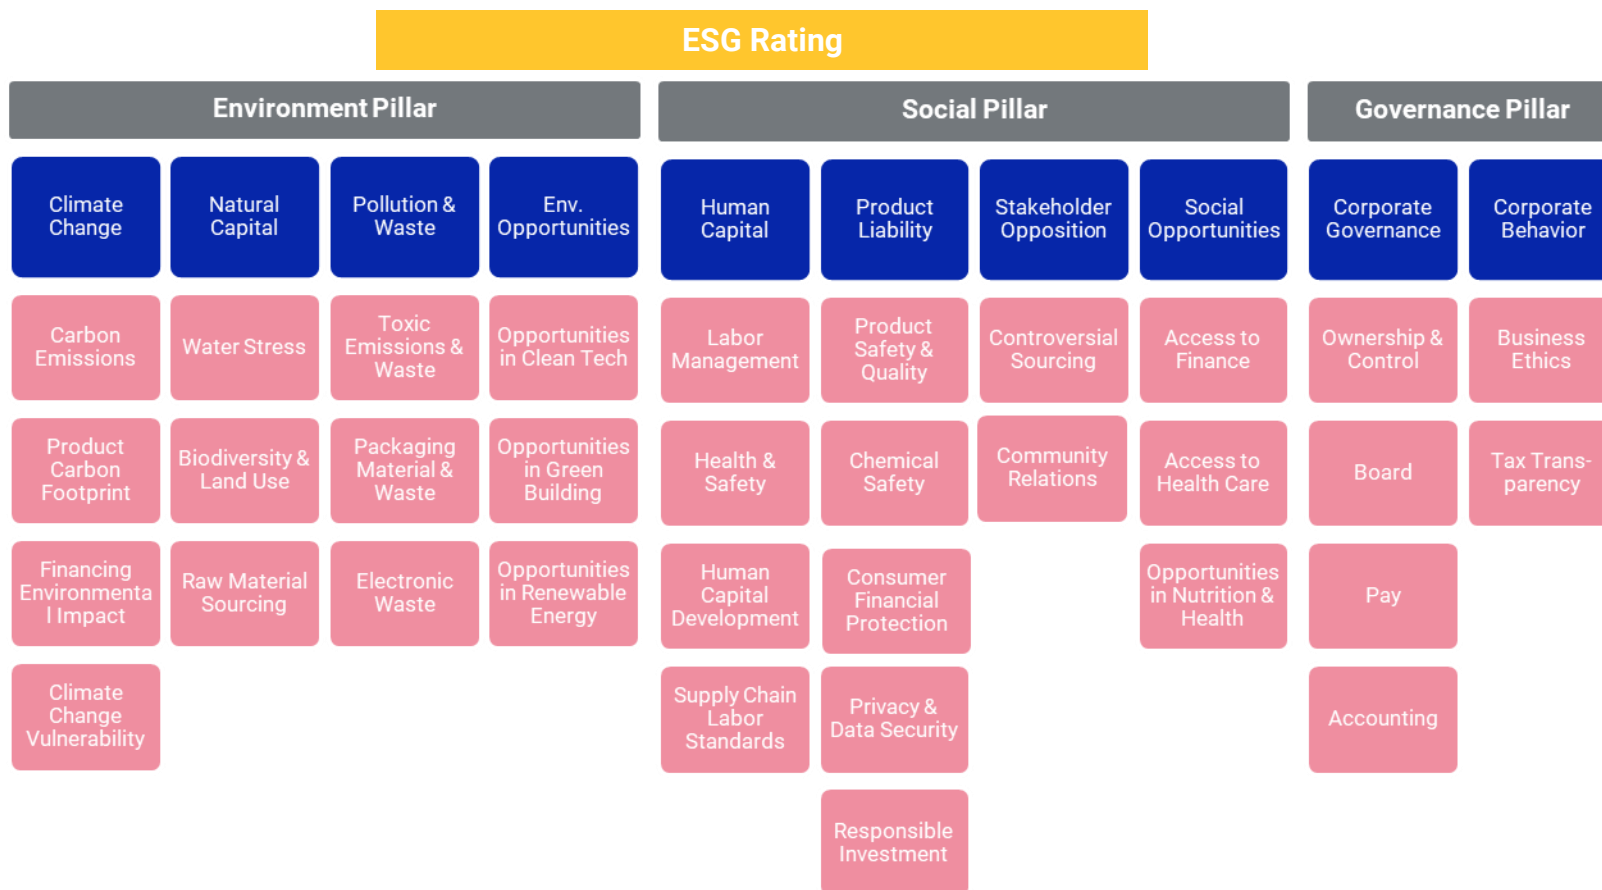 ESG Rating
Environment Pillar
Social Pillar
Governance Pillar
Climate
Change
Natural
Capital
Pollution &
Waste
Env.
Opportunities
Human
Capital
Product
Liability
Stakeholder
Opposition
Social
Opportunities
Corporate
Governance
Corporate
Behavior
Carbon
Emissions
Water Stress
Toxic
Emissions &
Waste
Opportunities
in Clean Tech
Labor
Management
Product
Safety &
Quality
Controversial
Sourcing
Access to
Finance
Ownership &
Control
Business
Ethics
Product
Carbon
Footprint
Biodiversity &
Land Use
Packaging
Material &
Waste
Opportunities
in Green
Building
Health &
Safety
Chemical
Safety
Community
Relations
Access to
Health Care
Board
Tax Trans-
parency
Financing
Environmenta
l Impact
Raw Material
Sourcing
Electronic
Waste
Opportunities
in Renewable
Energy
Human
Capital
Development
Consumer
Financial
Protection
Opportunities
in Nutrition &
Health
Pay
Climate
Change
Vulnerability
Supply Chain
Labor
Standards
Privacy &
Data Security
Accounting
Responsible
Investment